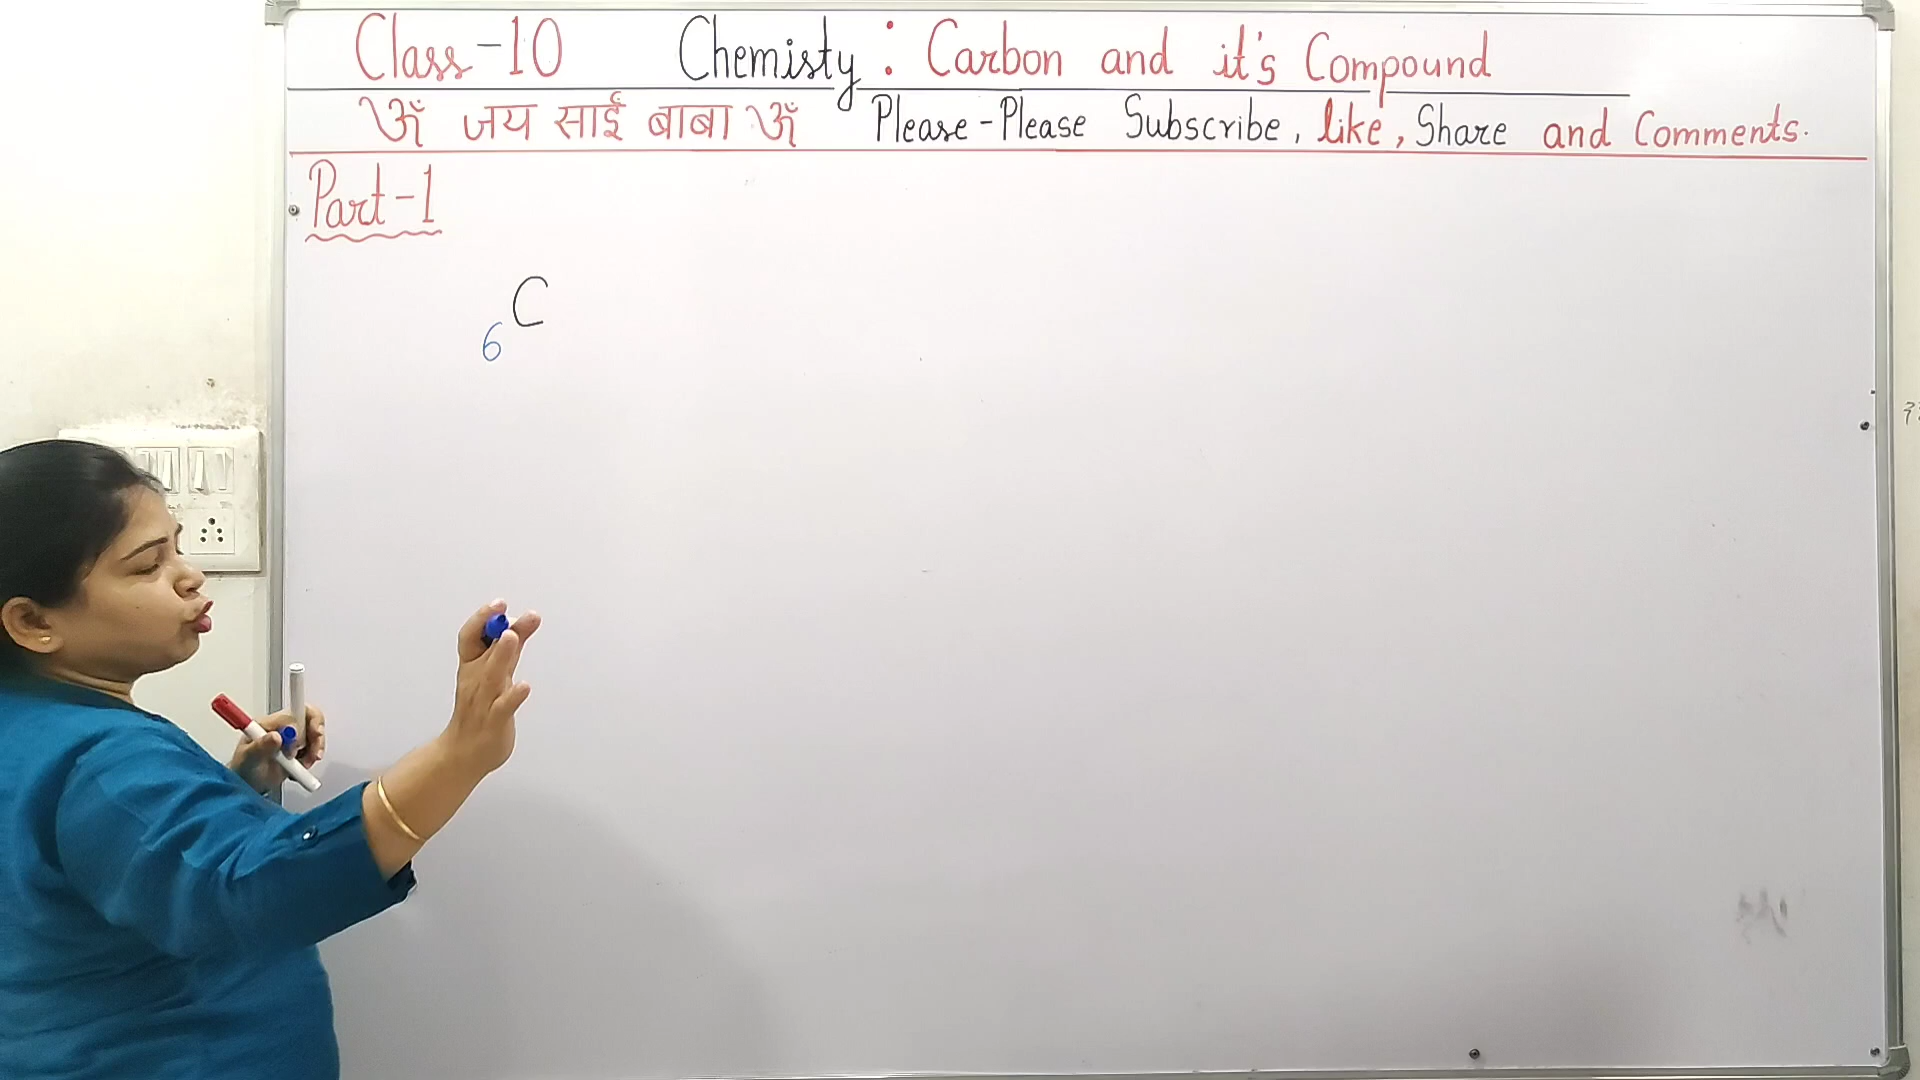 Class-10 Chemisty : Carbon and it's Compound
ॐ जय साईं बाबा ॐ Please-Please Subscribe, like, Share and Comments.
Part-1
6C